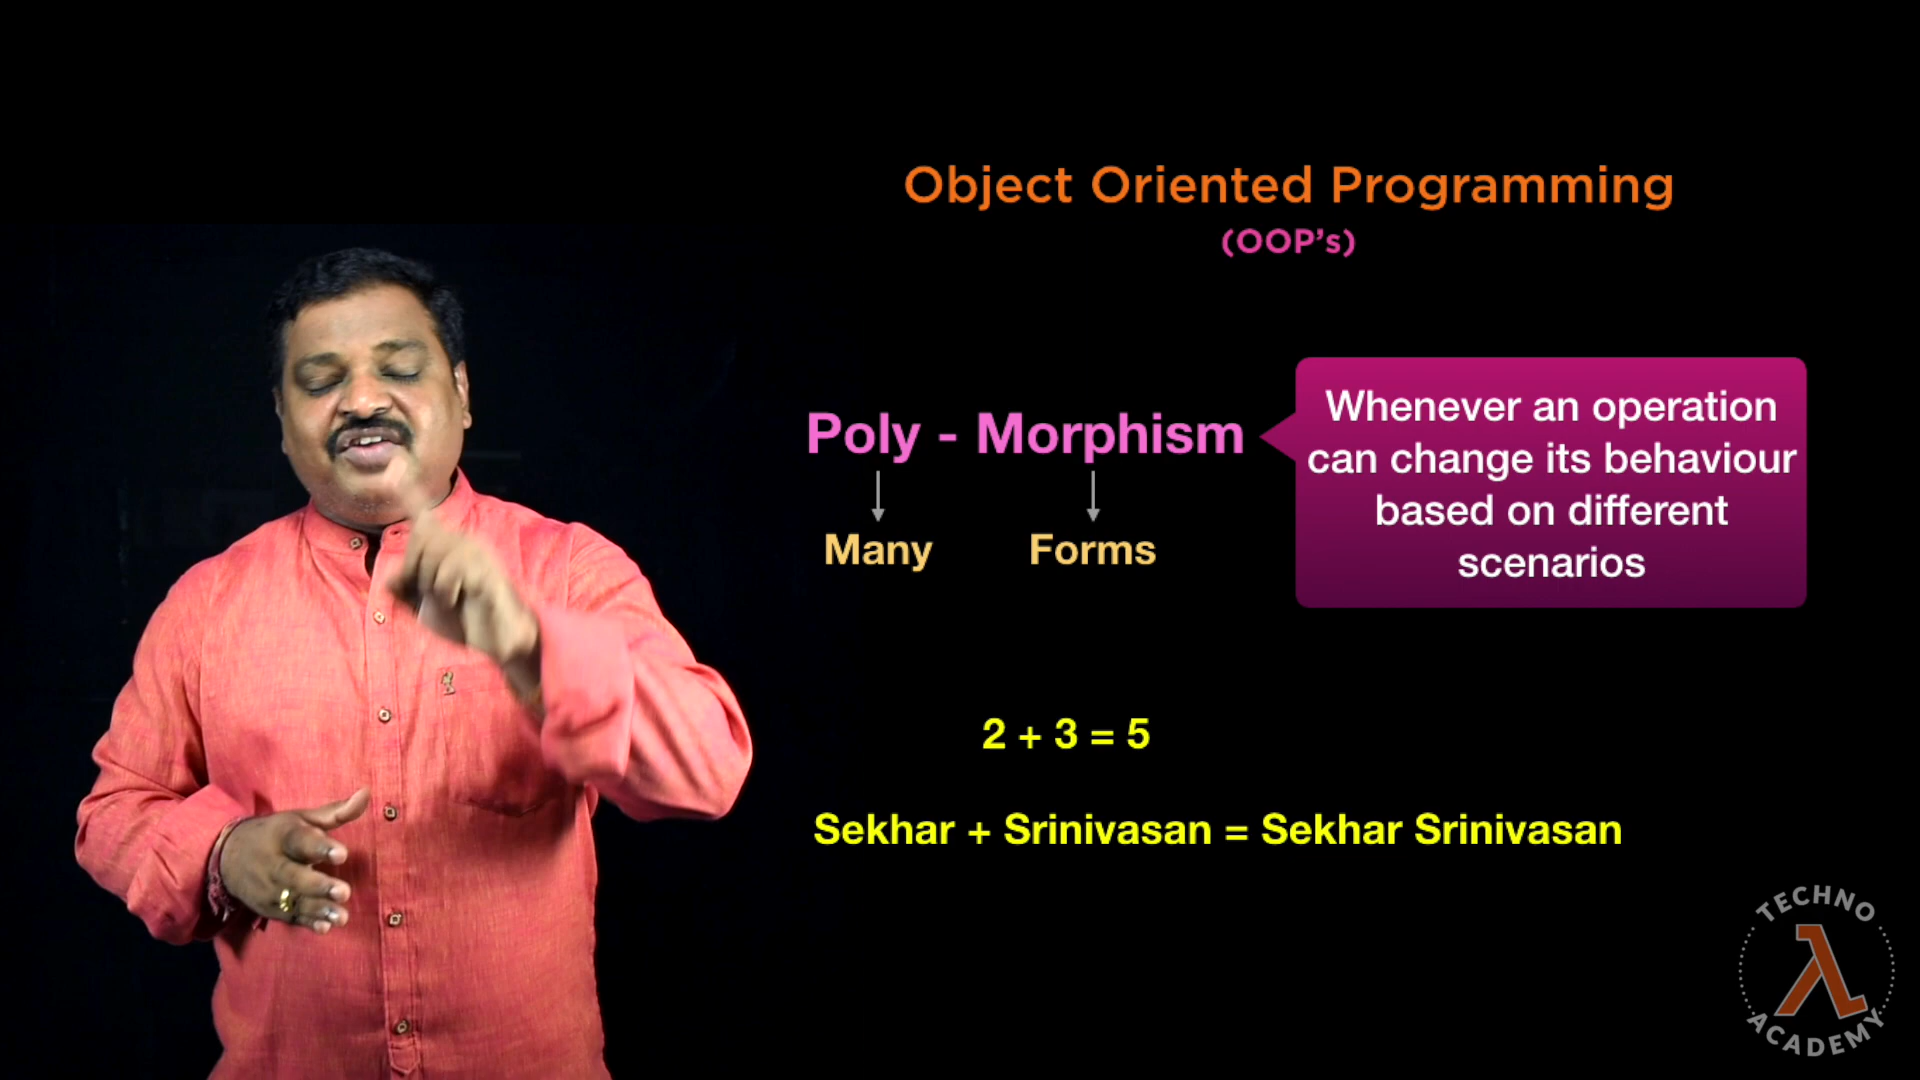 Object Oriented Programming
(OOP's)
Poly - Morphism
Many Forms
Whenever an operation
can change its behaviour
based on different
scenarios
2 + 3 = 5
Sekhar + Srinivasan = Sekhar Srinivasan
TECHNO
ACADEMY